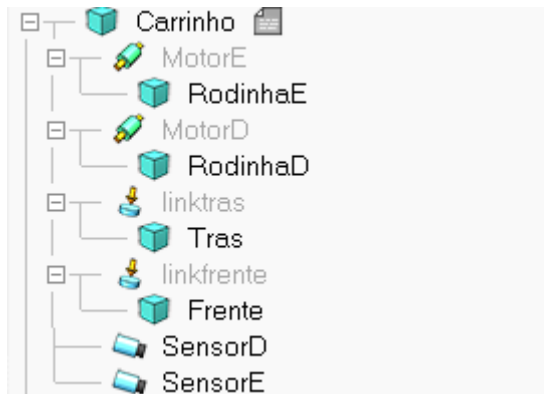 Carrinho
MotorE
RodinhaE
MotorD
RodinhaD
linktras
Tras
linkfrente
Frente
SensorD
SensorE